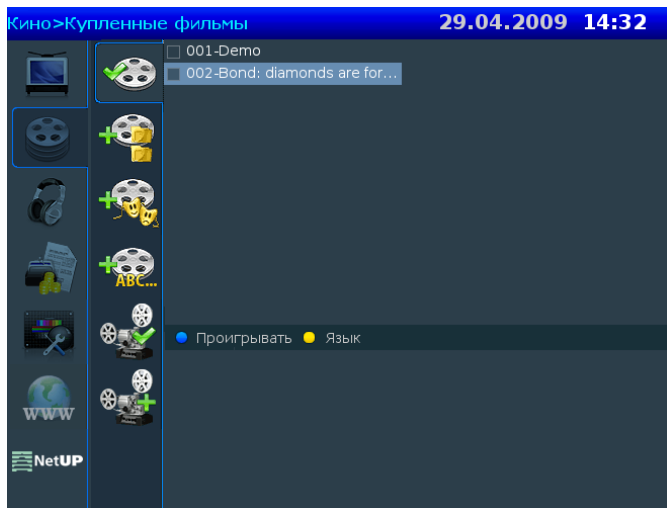 Кино>Купленные фильмы 29.04.2009 14:32
001-Demo
002-Bond: diamonds are for...
ABC...
Проигрывать Язык
WWW
NetUP